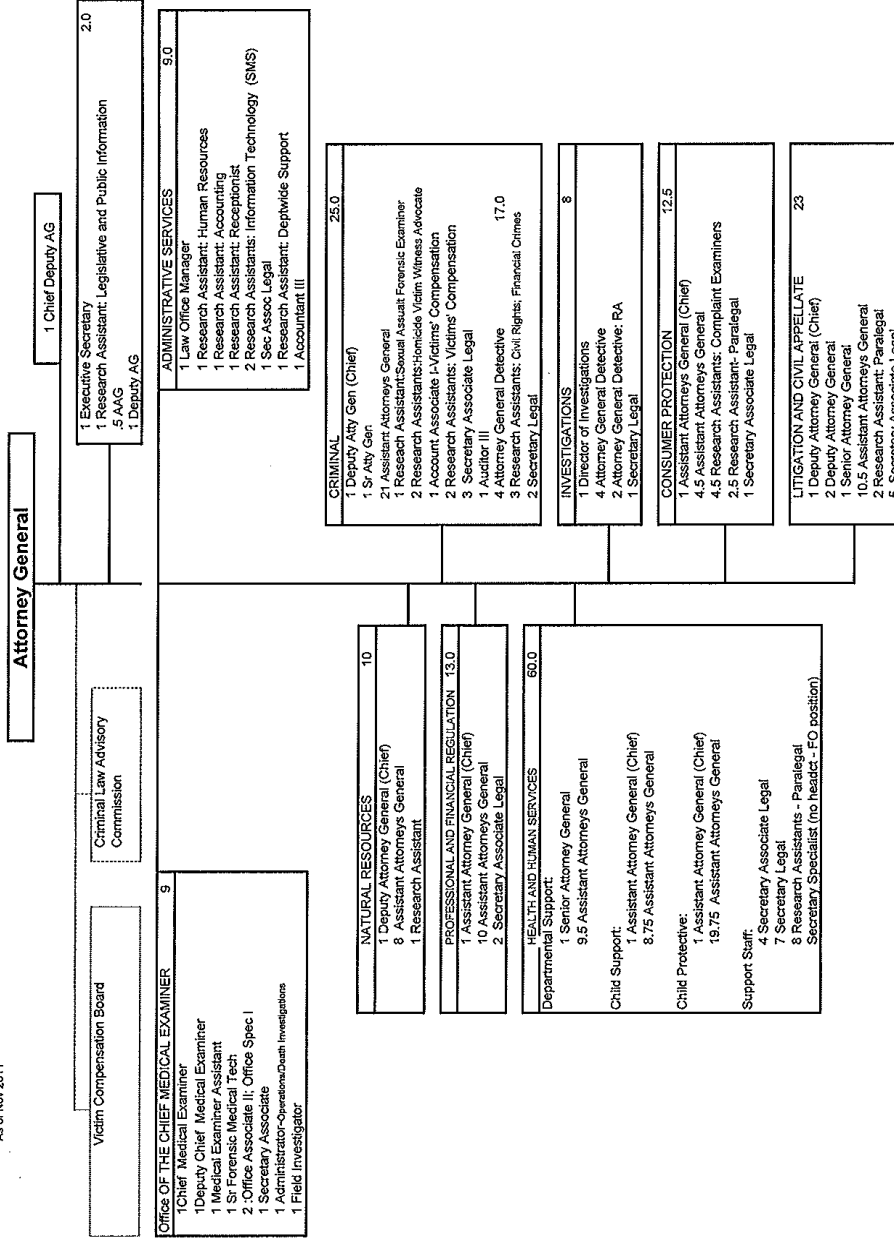 As of Nov 2011
Attorney General
1 Chief Deputy AG
Victim Compensation Board
Criminal Law Advisory
Commission
1 Executive Secretary 2.0
1 Research Assistant: Legislative and Public Information
.5 AAG
1 Deputy AG
Office OF THE CHIEF MEDICAL EXAMINER 9
1Chief Medical Examiner
1Deputy Chief Medical Examiner
1 Medical Examiner Assistant
1 Sr Forensic Medical Tech
2 :Office Associate II; Office Spec I
1 Secretary Associate
1 Administrator-Operations/Death Investigations
1 Field Investigator
ADMINISTRATIVE SERVICES 9.0
1 Law Office Manager
1 Research Assistant: Human Resources
1 Research Assistant: Accounting
1 Research Assistant: Receptionist
2 Research Assistants: Information Technology (SMS)
1 Sec Assoc Legal
1 Research Assistant: Deptwide Support
1 Accountant III
NATURAL RESOURCES 10
1 Deputy Attorney General (Chief)
8 Assistant Attorneys General
1 Research Assistant
PROFESSIONAL AND FINANCIAL REGULATION 13.0
1 Assistant Attorney General (Chief)
10 Assistant Attorneys General
2 Secretary Associate Legal
HEALTH AND HUMAN SERVICES 60.0
Departmental Support:
1 Senior Attorney General
9.5 Assistant Attorneys General
Child Support:
1 Assistant Attorney General (Chief)
8.75 Assistant Attorneys General
Child Protective:
1 Assistant Attorney General (Chief)
19.75 Assistant Attorneys General
Support Staff:
4 Secretary Associate Legal
7 Secretary Legal
8 Research Assistants - Paralegal
Secretary Specialist (no headct - FO position)
CRIMINAL 25.0
1 Deputy Atty Gen (Chief)
1 Sr Atty Gen
21 Assistant Attorneys General
1 Reseach Assistant:Sexual Assualt Forensic Examiner
2 Research Assistants:Homicide Victim Witness Advocate
1 Account Associate I-Victims' Compensation
2 Research Assistants: Victims' Compensation
3 Secretary Associate Legal
1 Auditor III
4 Attorney General Detective 17.0
3 Research Assistants; Civil Rights; Financial Crimes
2 Secretary Legal
INVESTIGATIONS 8
1 Director of Investigations
4 Attorney General Detective
2 Attorney General Detective: RA
1 Secretary Legal
CONSUMER PROTECTION 12.5
1 Assistant Attorneys General (Chief)
4.5 Assistant Attorneys General
4.5 Research Assistants: Complaint Examiners
2.5 Research Assistant- Paralegal
1 Secretary Associate Legal
LITIGATION AND CIVIL APPELLATE 23
1 Deputy Attorney General (Chief)
2 Deputy Attorney General
1 Senior Attorney General
10.5 Assistant Attorneys General
2 Research Assistant: Paralegal
5 Secretary Associate Legal